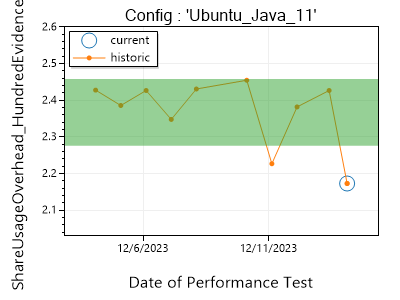 Config : 'Ubuntu_Java_11'
ShareUsageOverhead_HundredEvidence
2.6
2.5
2.4
2.3
2.2
2.1
current
historic
12/6/2023
12/11/2023
Date of Performance Test